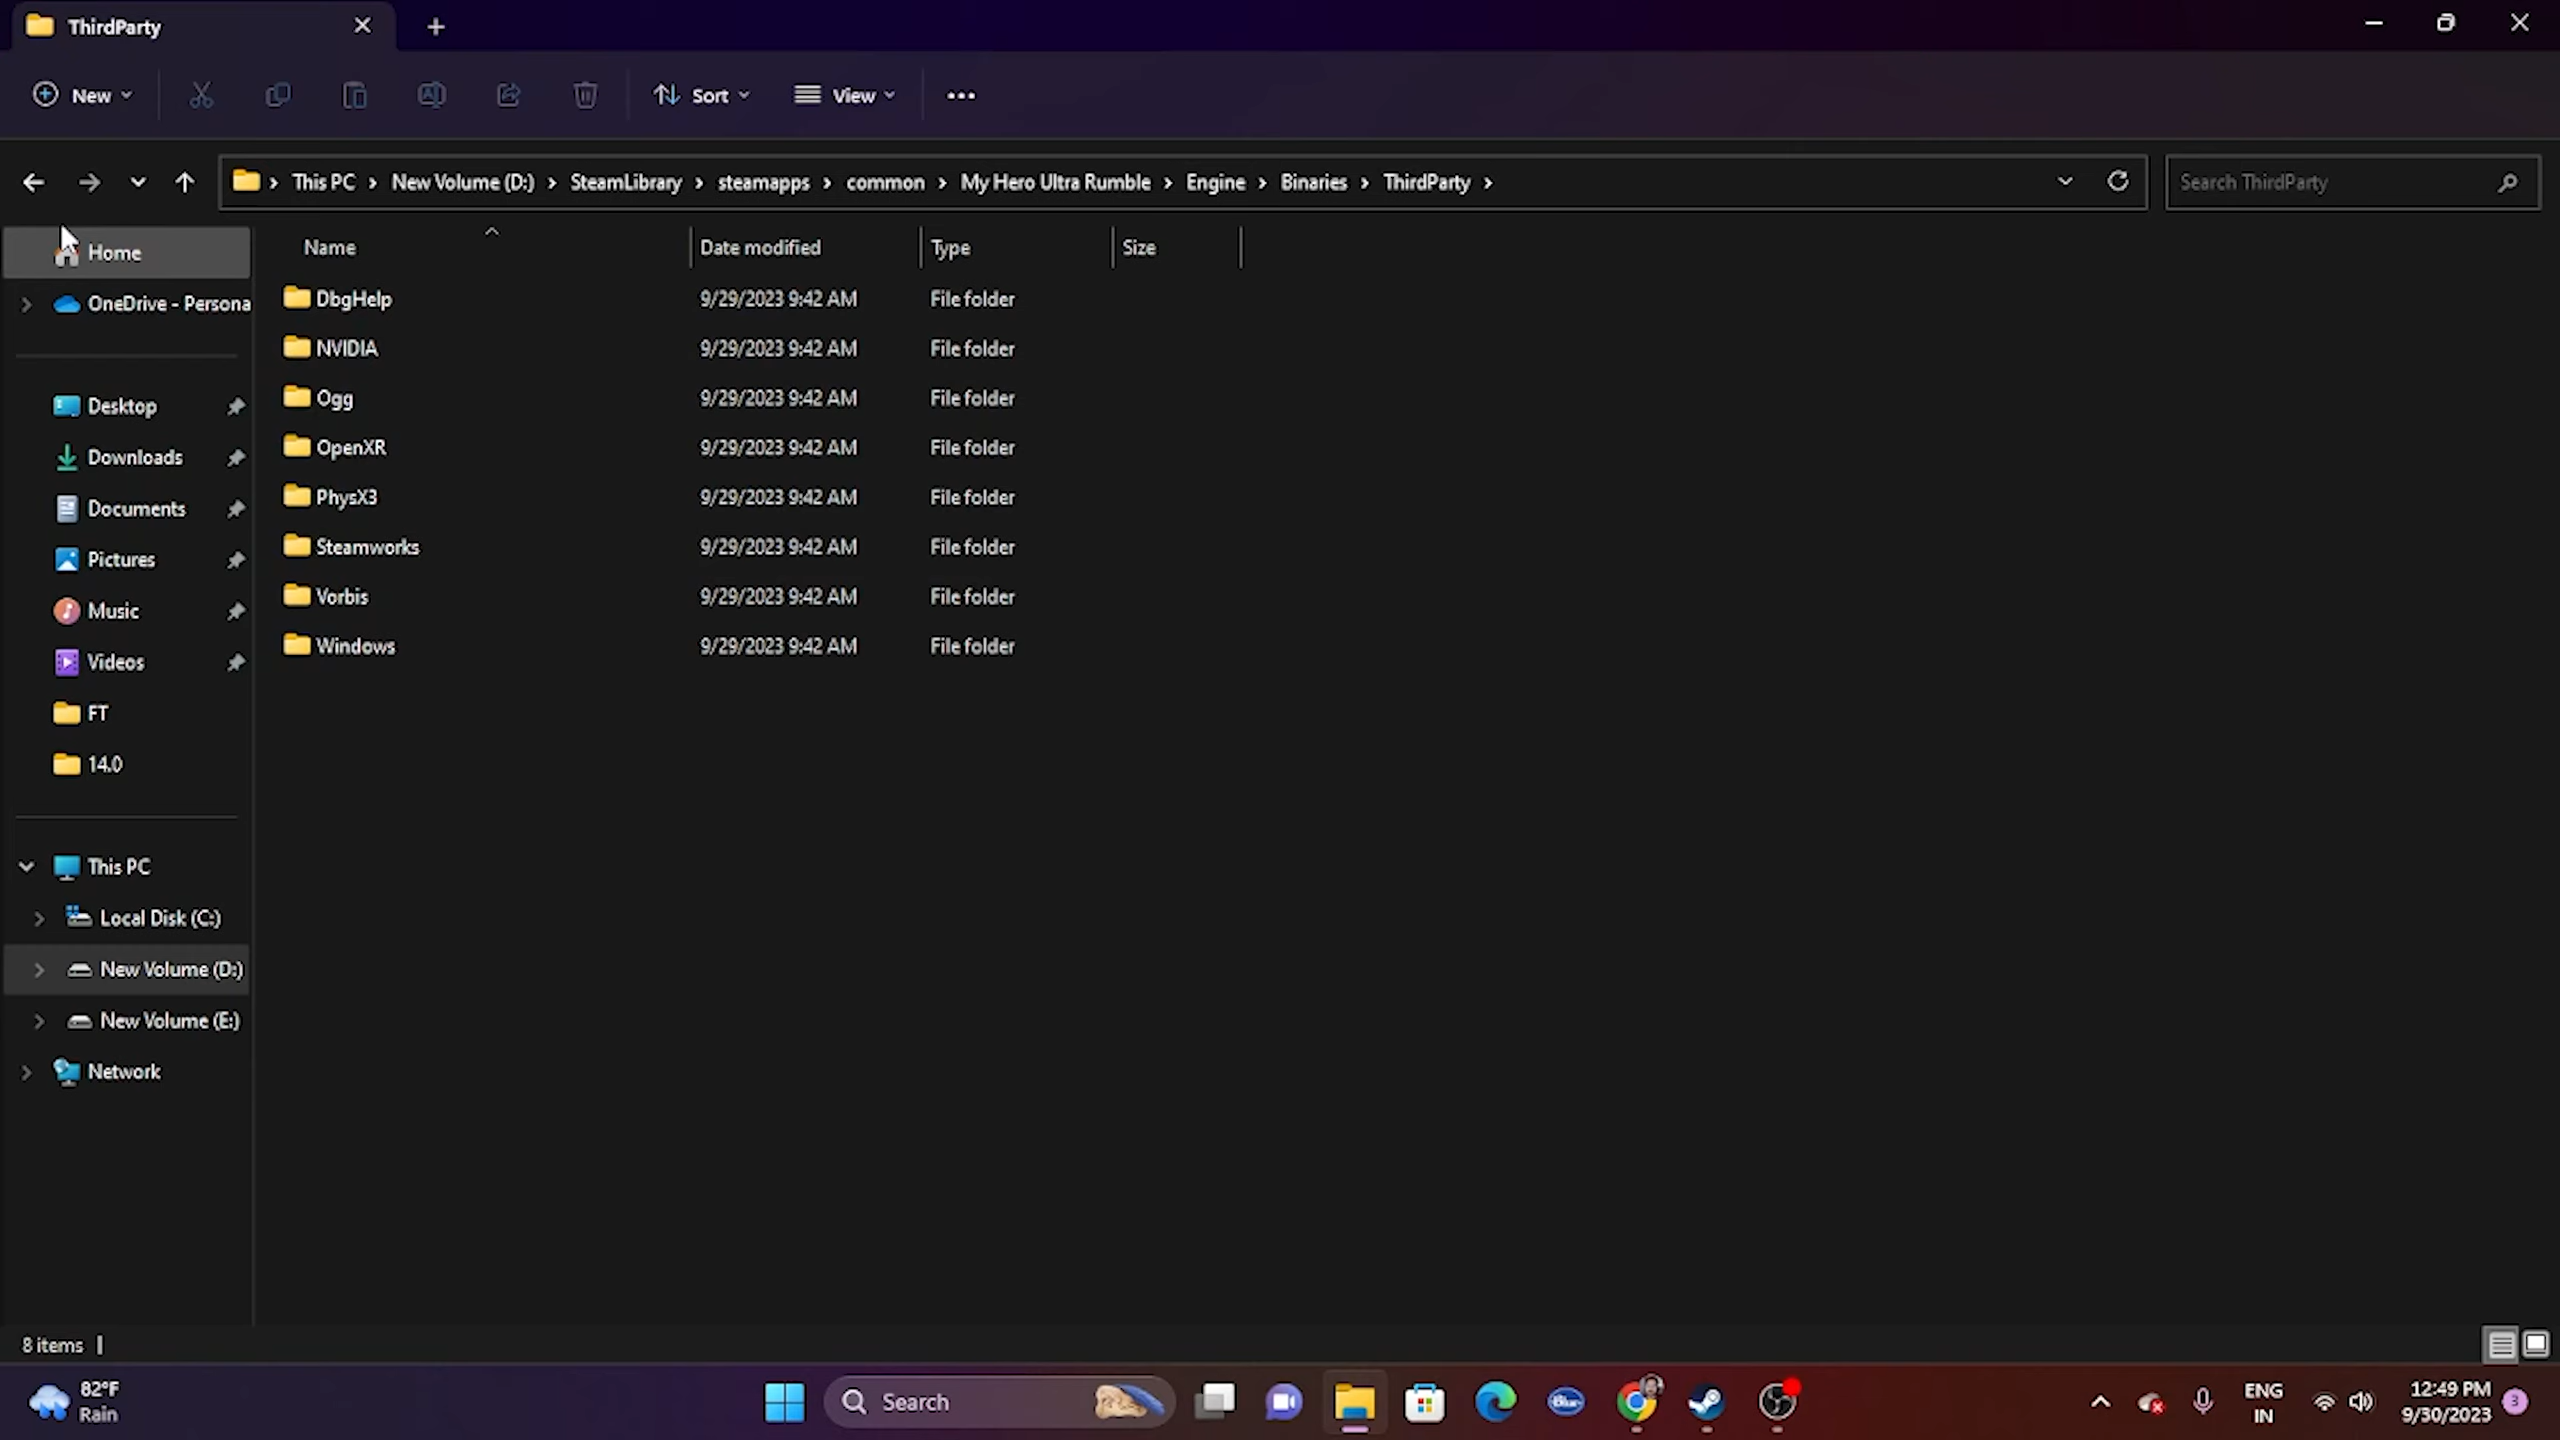 ThirdParty
New
Sort
View
This PC > New Volume (D:) > SteamLibrary > steamapps > common > My Hero Ultra Rumble > Engine > Binaries > ThirdParty >
Search ThirdParty
Home
OneDrive - Persona
Desktop
Downloads
Documents
Pictures
Music
Videos
FT
14.0
This PC
Local Disk (C:)
New Volume (D:)
New Volume (E:)
Network
Name Date modified Type Size
DbgHelp 9/29/2023 9:42 AM File folder
NVIDIA 9/29/2023 9:42 AM File folder
Ogg 9/29/2023 9:42 AM File folder
OpenXR 9/29/2023 9:42 AM File folder
PhysX3 9/29/2023 9:42 AM File folder
Steamworks 9/29/2023 9:42 AM File folder
Vorbis 9/29/2023 9:42 AM File folder
Windows 9/29/2023 9:42 AM File folder
8 items
82°F
Rain
Search
Blue
ENG
IN
12:49 PM
9/30/2023
3